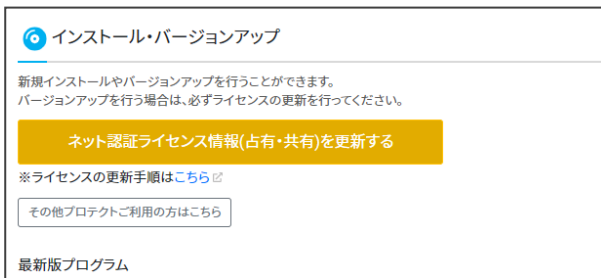 インストール・バージョンアップ
新規インストールやバージョンアップを行うことができます。
バージョンアップを行う場合は、必ずライセンスの更新を行ってください。
ネット認証ライセンス情報(占有・共有)を更新する
※ライセンスの更新手順はこちら
その他プロテクトご利用の方はこちら
最新版プログラム